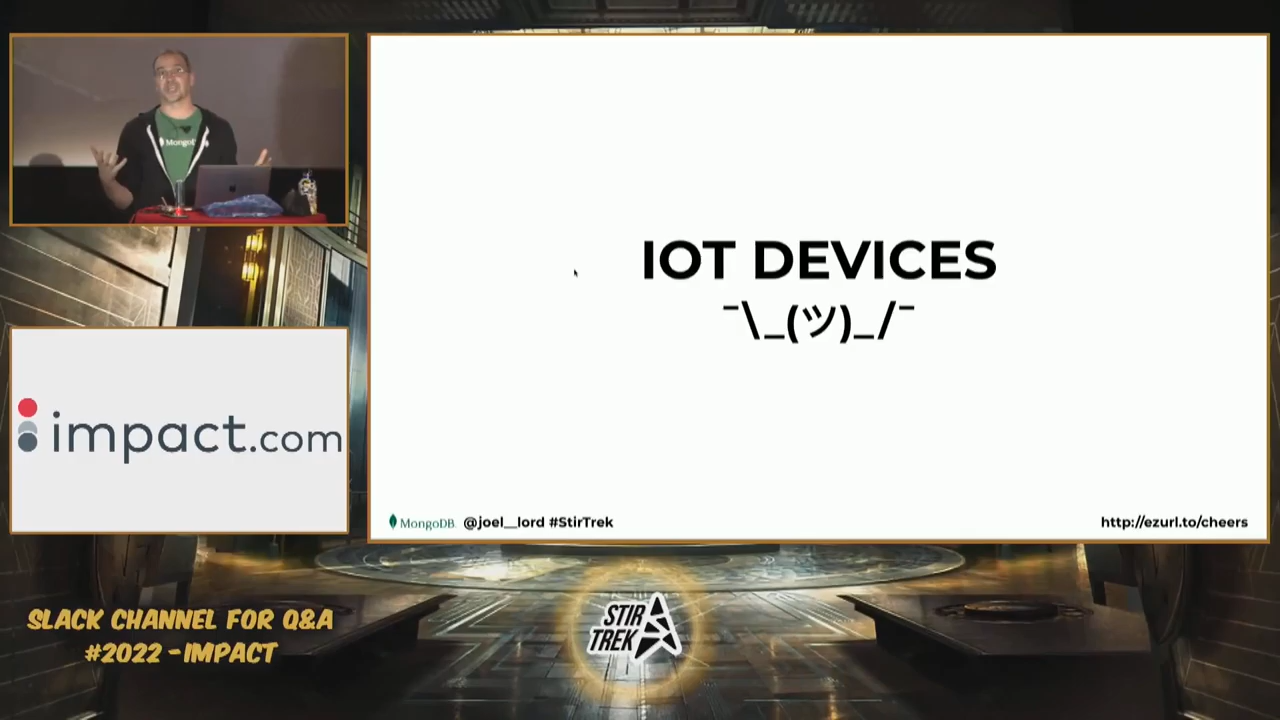 MongoDB
IOT DEVICES
¯\_(ツ)_/¯
impact.com
MongoDB. @joel__lord #StirTrek
http://ezurl.to/cheers
SLACK CHANNEL FOR Q&A
#2022 - IMPACT
STIR
TREK